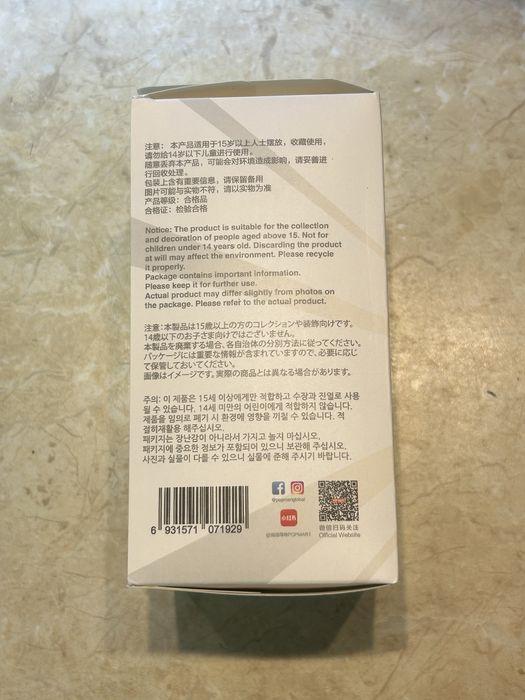 注意： 本产品适用于15岁以上人士摆放，收藏使用，
请勿给14岁以下儿童进行使用。
随意丢弃本产品，可能会对环境造成影响，请妥善进
行回收处理。
包装上含有重要信息，请保留备用
图片可能与实物不符，请以实物为准
产品等级：合格品
合格证：检验合格
Notice: The product is suitable for the collection
and decoration of people aged above 15. Not for
children under 14 years old. Discarding the product
at will may affect the environment. Please recycle
it properly.
Package contains important information.
Please keep it for further use.
Actual product may differ slightly from photos on
the package. Please refer to the actual product.
注意：本製品は15歳以上の方のコレクションや装飾向けです。
14歳以下のお子さま向けではございません。
本製品を廃棄する場合、各自治体の分別方法に従ってください。
パッケージには重要な情報が含まれていますので、必要に応じ
て保管しておいてください。
画像はイメージです。実際の商品とは異なる場合があります。
주의: 이 제품은 15세 이상에게만 적합하고 수장과 진열로 사용
될 수 있습니다. 14세 미만의 어린이에게 적합하지 않습니다.
제품을 임의로 폐기 시 환경에 영향을 끼칠 수 있습니다. 적
절히재활용 해주십시오.
패키지는 장난감이 아니라서 가지고 놀지 마십시오.
패키지에 중요한 정보가 포함되어 있으니 보관해 주십시오.
사진과 실물이 다를 수 있으니 실물에 준해 주시기 바랍니다.
6 931571 071929
@popmartglobal
小红书
@泡泡玛特POPMART
微信扫码关注
Official Website